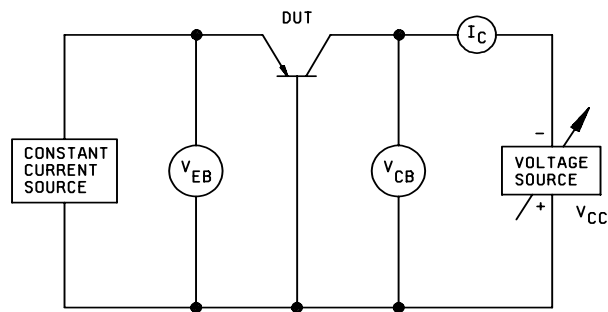 DUT
I_C
CONSTANT
CURRENT
SOURCE
V_EB
V_CB
-
VOLTAGE
SOURCE
+
V_CC